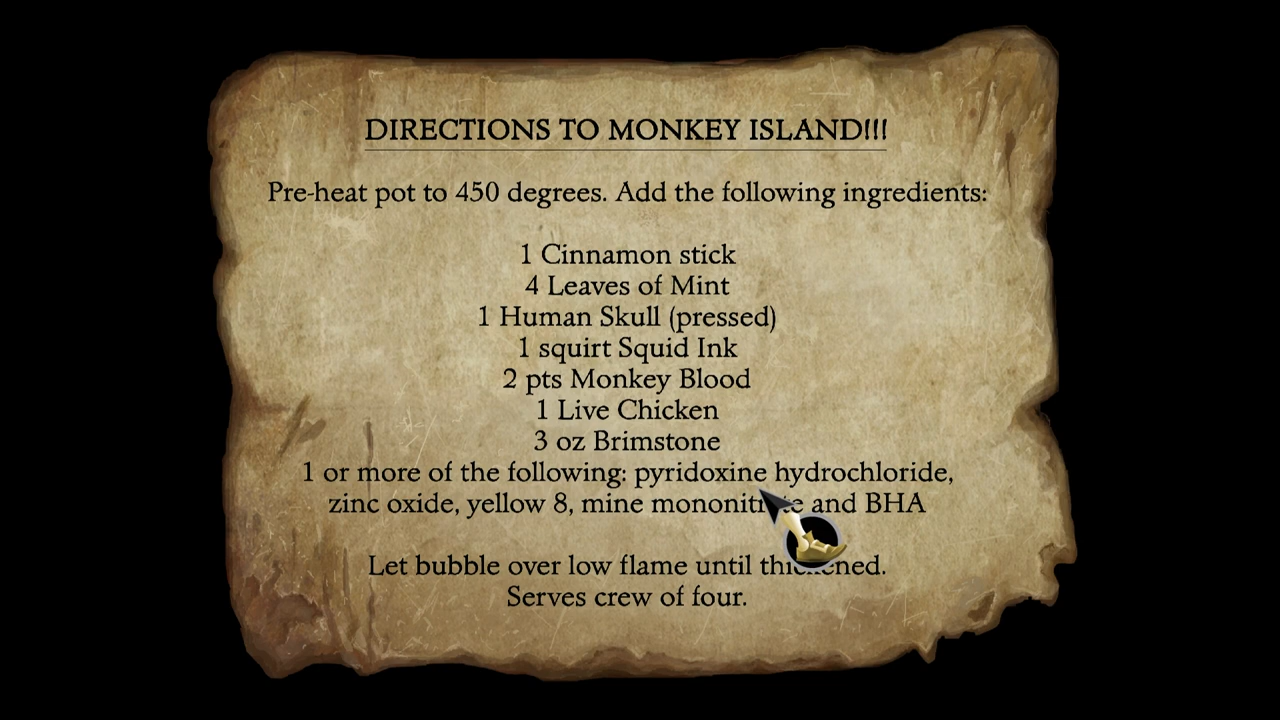 DIRECTIONS TO MONKEY ISLAND!!!
Pre-heat pot to 450 degrees. Add the following ingredients:
1 Cinnamon stick
4 Leaves of Mint
1 Human Skull (pressed)
1 squirt Squid Ink
2 pts Monkey Blood
1 Live Chicken
3 oz Brimstone
1 or more of the following: pyridoxine hydrochloride,
zinc oxide, yellow 8, mine mononitrate and BHA
Let bubble over low flame until thickened.
Serves crew of four.